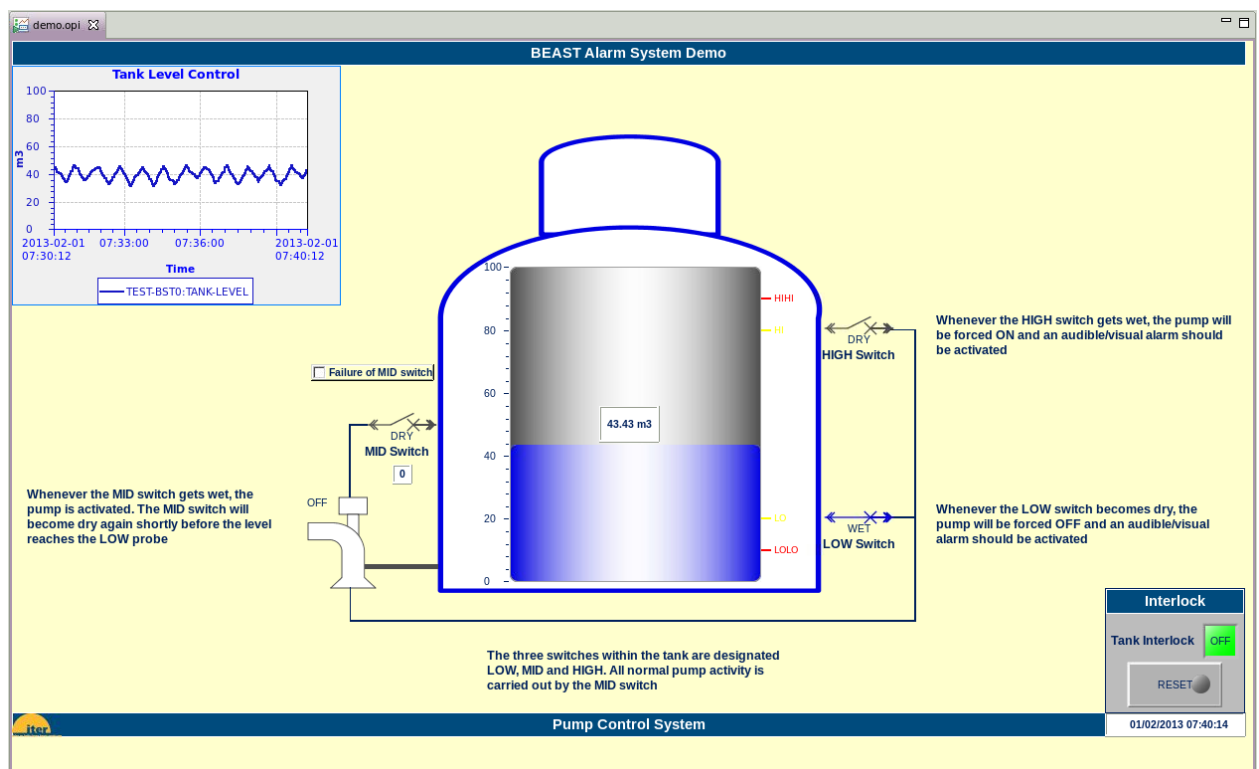 demo.opi
BEAST Alarm System Demo
Tank Level Control
100
80
60
40
20
0
m3
2013-02-01 07:33:00 07:36:00 2013-02-01
07:30:12 07:40:12
Time
TEST-BST0:TANK-LEVEL
100
80
60
40
20
0
HIHI
HI
LO
LOLO
43.43 m3
Failure of MID switch
DRY
MID Switch
0
OFF
Whenever the MID switch gets wet, the
pump is activated. The MID switch will
become dry again shortly before the level
reaches the LOW probe
DRY
HIGH Switch
Whenever the HIGH switch gets wet, the pump will
be forced ON and an audible/visual alarm should
be activated
WET
LOW Switch
Whenever the LOW switch becomes dry, the
pump will be forced OFF and an audible/visual
alarm should be activated
The three switches within the tank are designated
LOW, MID and HIGH. All normal pump activity is
carried out by the MID switch
Interlock
Tank Interlock OFF
RESET
iter
Pump Control System
01/02/2013 07:40:14